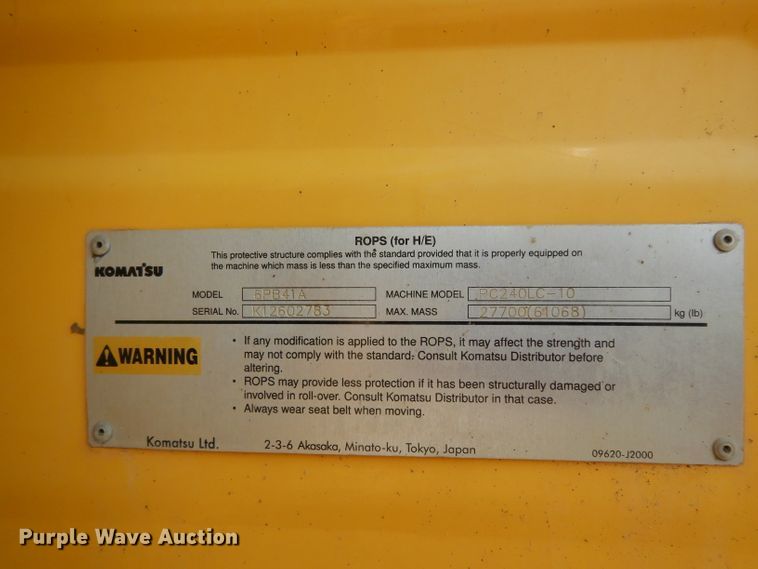 ROPS (for H/E)
This protective structure complies with the standard provided that it is properly equipped on
the machine which mass is less than the specified maximum mass.
KOMATSU
MODEL 6PB41A MACHINE MODEL PC240LC-10
SERIAL No. K12602783 MAX. MASS 27700(61068) kg (lb)
WARNING
• If any modification is applied to the ROPS, it may affect the strength and
may not comply with the standard. Consult Komatsu Distributor before
altering.
• ROPS may provide less protection if it has been structurally damaged or
involved in roll-over. Consult Komatsu Distributor in that case.
• Always wear seat belt when moving.
Komatsu Ltd. 2-3-6 Akasaka, Minato-ku, Tokyo, Japan 09620-J2000
Purple Wave Auction